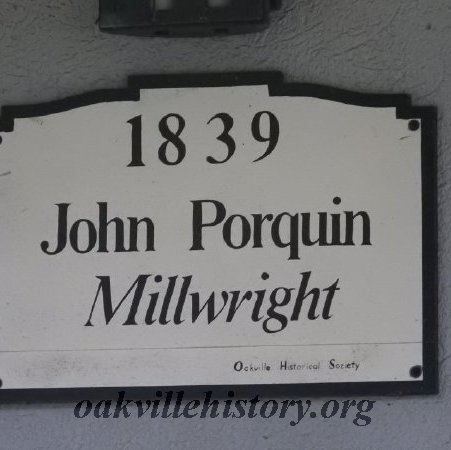 1839
John Porquin
Millwright
Oakville Historical Society
oakvillehistory.org